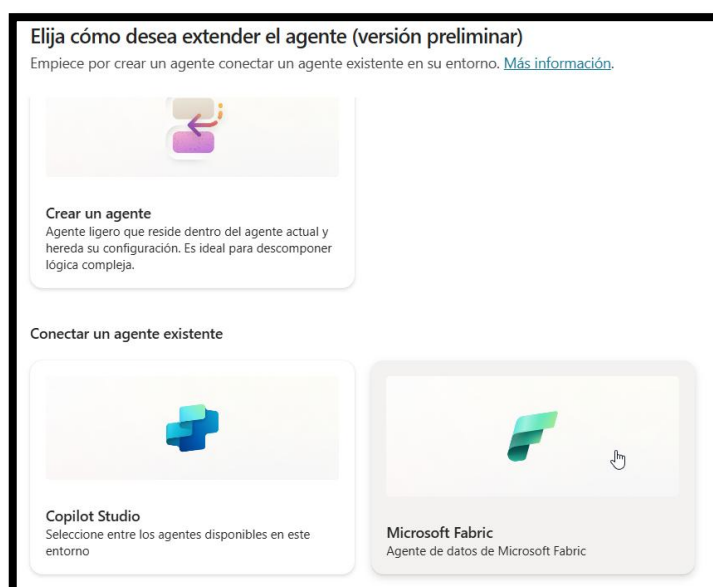 Elija cómo desea extender el agente (versión preliminar)
Empiece por crear un agente conectar un agente existente en su entorno. Más información.
Crear un agente
Agente ligero que reside dentro del agente actual y
hereda su configuración. Es ideal para descomponer
lógica compleja.
Conectar un agente existente
Copilot Studio
Seleccione entre los agentes disponibles en este
entorno
Microsoft Fabric
Agente de datos de Microsoft Fabric